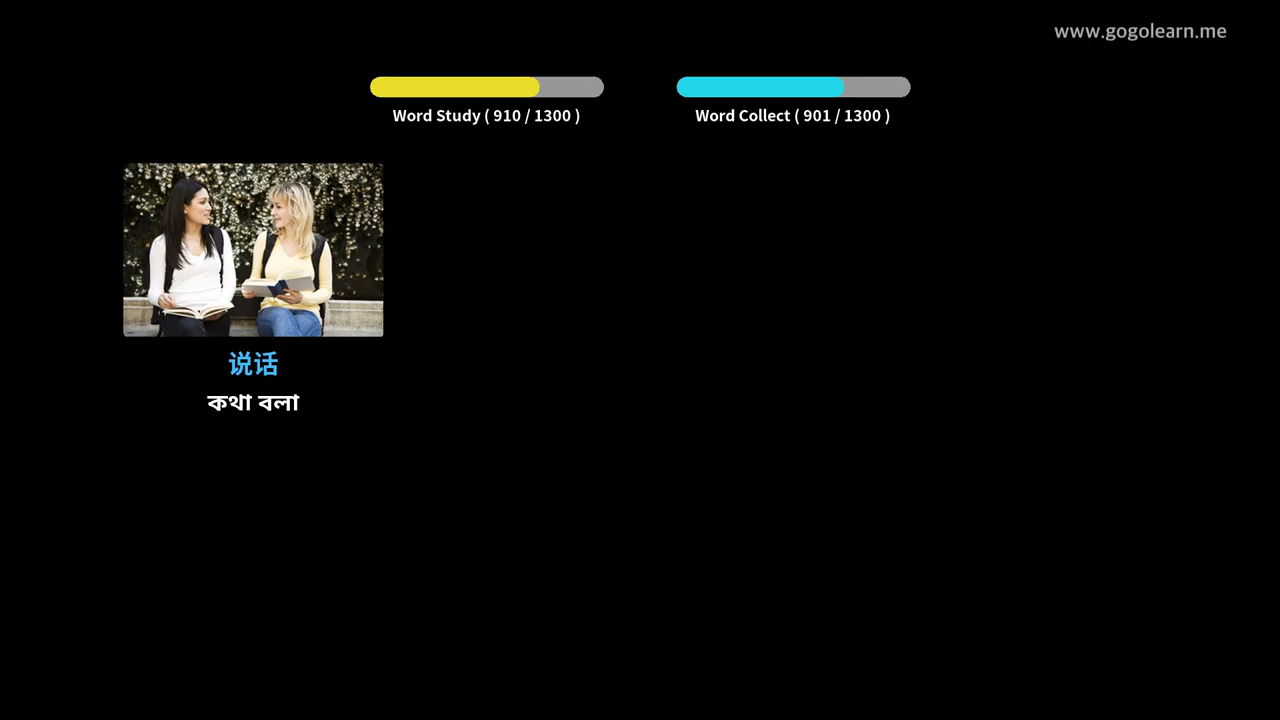 www.gogolearn.me
Word Study ( 910 / 1300 )
Word Collect ( 901 / 1300 )
说话
কথা বলা